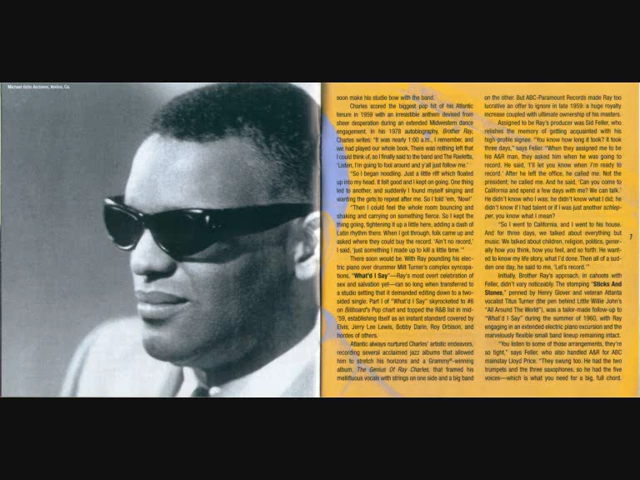 Michael Ochs Archives, Venice, Ca.
soon make his studio bow with the band.
Charles scored the biggest pop hit of his Atlantic
tenure in 1959 with an irresistible anthem devised from
sheer desperation during an extended Midwestern dance
engagement. In his 1978 autobiography, Brother Ray,
Charles writes: "It was nearly 1:00 a.m., I remember, and
we had played our whole book. There was nothing left that
I could think of, so I finally said to the band and The Raeletts,
'Listen, I'm going to fool around and y'all just follow me.'
"So I began noodling. Just a little riff which floated
up into my head. It felt good and I kept on going. One thing
led to another, and suddenly I found myself singing and
wanting the girls to repeat after me. So I told 'em, 'Now!'
"Then I could feel the whole room bouncing and
shaking and carrying on something fierce. So I kept the
thing going, tightening it up a little here, adding a dash of
Latin rhythm there. When I got through, folk came up and
asked where they could buy the record. 'Ain't no record,'
I said, 'just something I made up to kill a little time.'"
There soon would be. With Ray pounding his elec-
tric piano over drummer Milt Turner's complex syncopa-
tions, "What'd I Say"—Ray's most overt celebration of
sex and salvation yet—ran so long when transferred to
a studio setting that it demanded editing down to a two-
sided single. Part I of "What'd I Say" skyrocketed to #6
on Billboard's Pop chart and topped the R&B list in mid-
'59, establishing itself as an instant standard covered by
Elvis, Jerry Lee Lewis, Bobby Darin, Roy Orbison, and
hordes of others.
Atlantic always nurtured Charles' artistic endeavors,
recording several acclaimed jazz albums that allowed
him to stretch his horizons and a Grammy®-winning
album, The Genius Of Ray Charles, that framed his
mellifluous vocals with strings on one side and a big band
on the other. But ABC-Paramount Records made Ray too
lucrative an offer to ignore in late 1959: a huge royalty
increase coupled with ultimate ownership of his masters.
Assigned to be Ray's producer was Sid Feller, who
relishes the memory of getting acquainted with his
high profile signee. "You know how long it took? It took
three days," says Feller. "When they assigned me to be
his A&R man, they asked him when he was going to
record. He said, 'I'll let you know when I'm ready to
record.' After he left the office, he called me. Not the
president; he called me. And he said, 'Can you come to
California and spend a few days with me? We can talk.'
He didn't know who I was, he didn't know what I did; he
didn't know if I had talent or if I was just another schlep-
per, you know what I mean?
"So I went to California, and I went to his house.
And for three days, we talked about everything but
music. We talked about children, religion, politics, gener-
ally how you think, how you feel, and so forth. He want-
ed to know my life story, what I'd done. Then all of a sud-
den one day, he said to me, 'Let's record.'"
Initially, Brother Ray's approach, in cahoots with
Feller, didn't vary noticeably. The stomping "Sticks And
Stones," penned by Henry Glover and veteran Atlanta
vocalist Titus Turner (the pen behind Little Willie John's
"All Around The World"), was a tailor-made follow-up to
"What'd I Say" during the summer of 1960, with Ray
engaging in an extended electric piano excursion and the
marvelously flexible small band lineup remaining intact.
"You listen to some of those arrangements, they're
so tight," says Feller, who also handled A&R for ABC
mainstay Lloyd Price. "They swung too. He had the two
trumpets and the three saxophones, so he had the five
voices—which is what you need for a big, full chord.
7